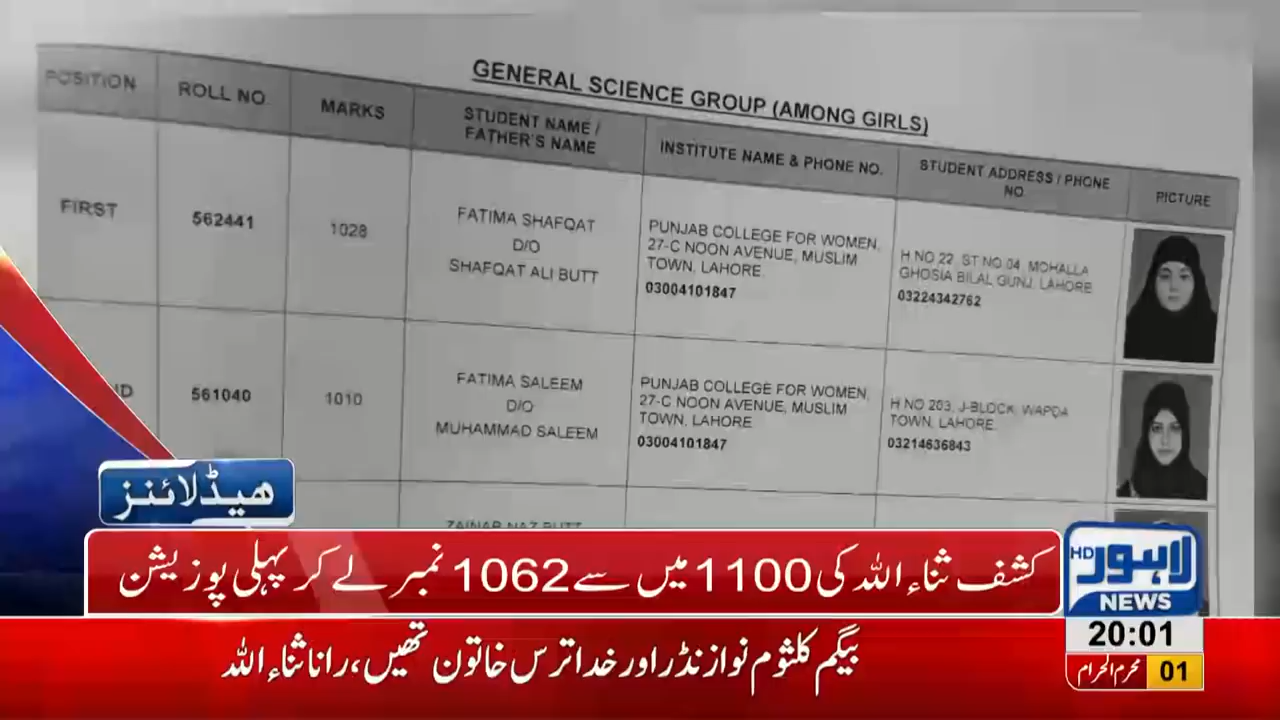 GENERAL SCIENCE GROUP (AMONG GIRLS)
POSITION
ROLL NO.
MARKS
STUDENT NAME /
FATHER'S NAME
INSTITUTE NAME & PHONE NO.
STUDENT ADDRESS / PHONE
NO.
PICTURE
FIRST
562441
1028
FATIMA SHAFQAT
D/O
SHAFQAT ALI BUTT
PUNJAB COLLEGE FOR WOMEN,
27-C NOON AVENUE, MUSLIM
TOWN, LAHORE.
03004101847
H NO 22, ST NO 04, MOHALLA
GHOSIA BILAL GUNJ, LAHORE
03224342762
561040
1010
FATIMA SALEEM
D/O
MUHAMMAD SALEEM
PUNJAB COLLEGE FOR WOMEN,
27-C NOON AVENUE, MUSLIM
TOWN, LAHORE.
03004101847
H NO 203, J-BLOCK, WAPDA
TOWN, LAHORE.
03214636843
ZAINAB NAZ BUTT
ہیڈلائنز
کشف ثناء اللہ کی 1100 میں سے 1062 نمبر لے کر پہلی پوزیشن
بیگم کلثوم نواز نڈر اور خدا ترس خاتون تھیں، رانا ثناء اللہ
لاہور HD
NEWS
20:01
01 محرم الحرام